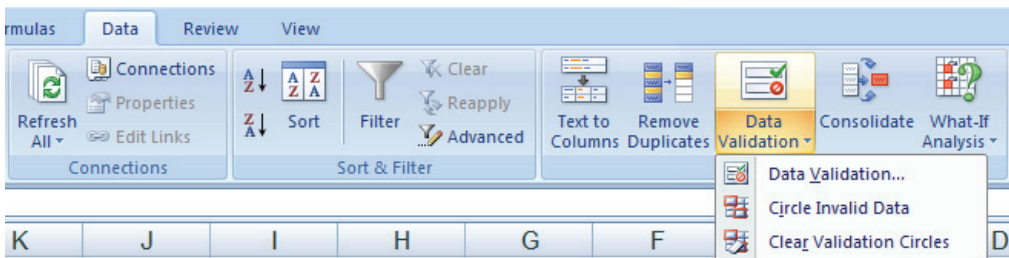 rmulas Data Review View
Refresh All
Connections
Properties
Edit Links
Connections
A Z
Z A
A Z Z A
Sort
Filter
Clear
Reapply
Advanced
Sort & Filter
Text to Columns
Remove Duplicates
Data Validation
Consolidate
What-If Analysis
Data Validation...
Circle Invalid Data
Clear Validation Circles
K J I H G F D